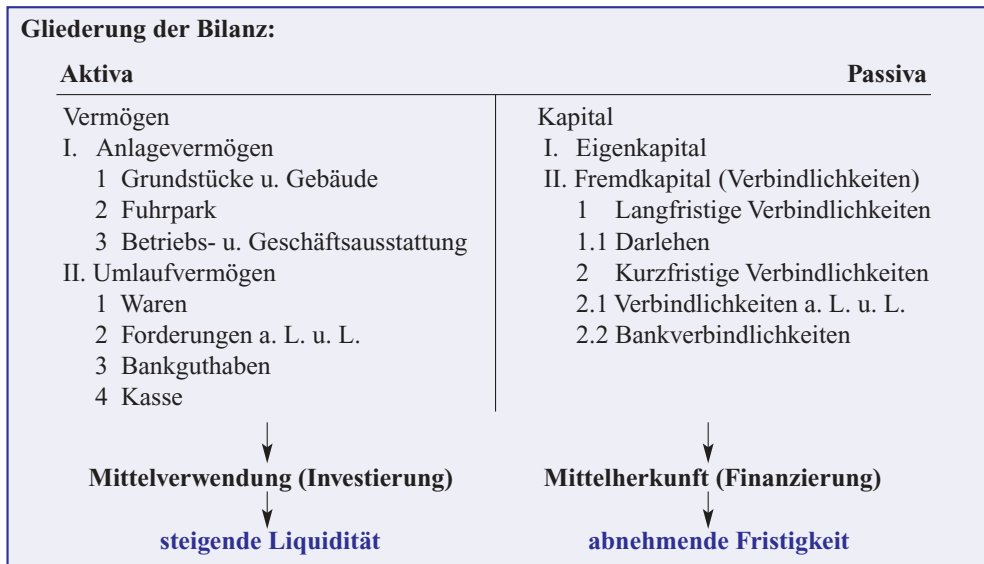 Gliederung der Bilanz:
Aktiva
Passiva
Vermögen
I. Anlagevermögen
1 Grundstücke u. Gebäude
2 Fuhrpark
3 Betriebs- u. Geschäftsausstattung
II. Umlaufvermögen
1 Waren
2 Forderungen a. L. u. L.
3 Bankguthaben
4 Kasse
Kapital
I. Eigenkapital
II. Fremdkapital (Verbindlichkeiten)
1 Langfristige Verbindlichkeiten
1.1 Darlehen
2 Kurzfristige Verbindlichkeiten
2.1 Verbindlichkeiten a. L. u. L.
2.2 Bankverbindlichkeiten
Mittelverwendung (Investierung)
steigende Liquidität
Mittelherkunft (Finanzierung)
abnehmende Fristigkeit